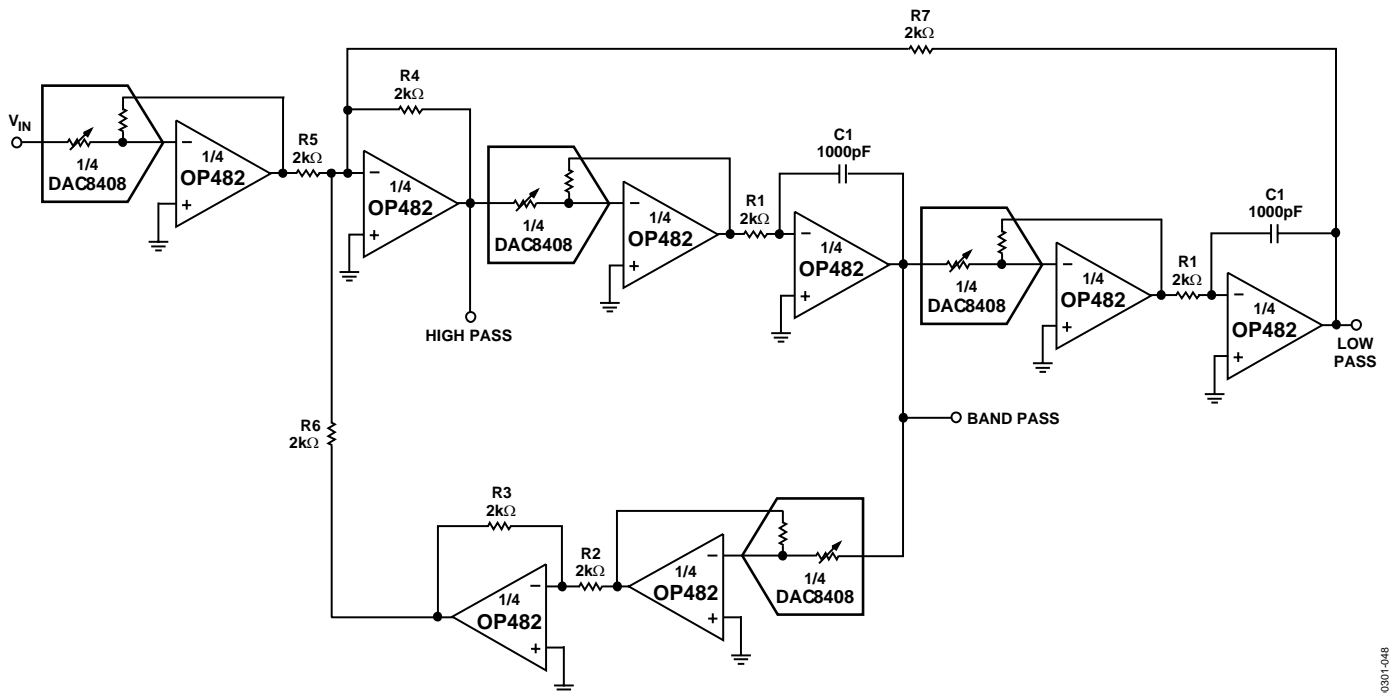 R7
2kΩ
R4
2kΩ
VIN
R5
2kΩ
1/4
DAC8408
1/4
OP482
−
+
1/4
OP482
−
+
HIGH PASS
1/4
DAC8408
1/4
OP482
−
+
R1
2kΩ
C1
1000pF
1/4
OP482
−
+
1/4
DAC8408
1/4
OP482
−
+
R1
2kΩ
C1
1000pF
1/4
OP482
−
+
LOW
PASS
BAND PASS
R6
2kΩ
R3
2kΩ
1/4
OP482
−
+
R2
2kΩ
1/4
OP482
−
+
1/4
DAC8408
0301-048